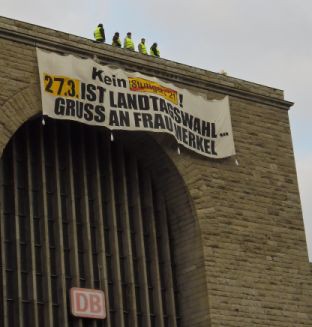 Kein Stuttgart 21!
27.3. IST LANDTAGSWAHL...
GRUSS AN FRAU MERKEL
DB